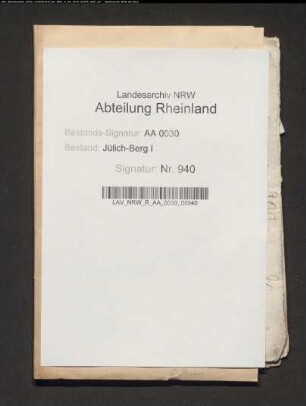 Landesarchiv NRW
Abteilung Rheinland
Bestands-Signatur: AA 0030
Bestand: Jülich-Berg I
Signatur: Nr. 940
LAV_NRW_R_AA_0030_00940